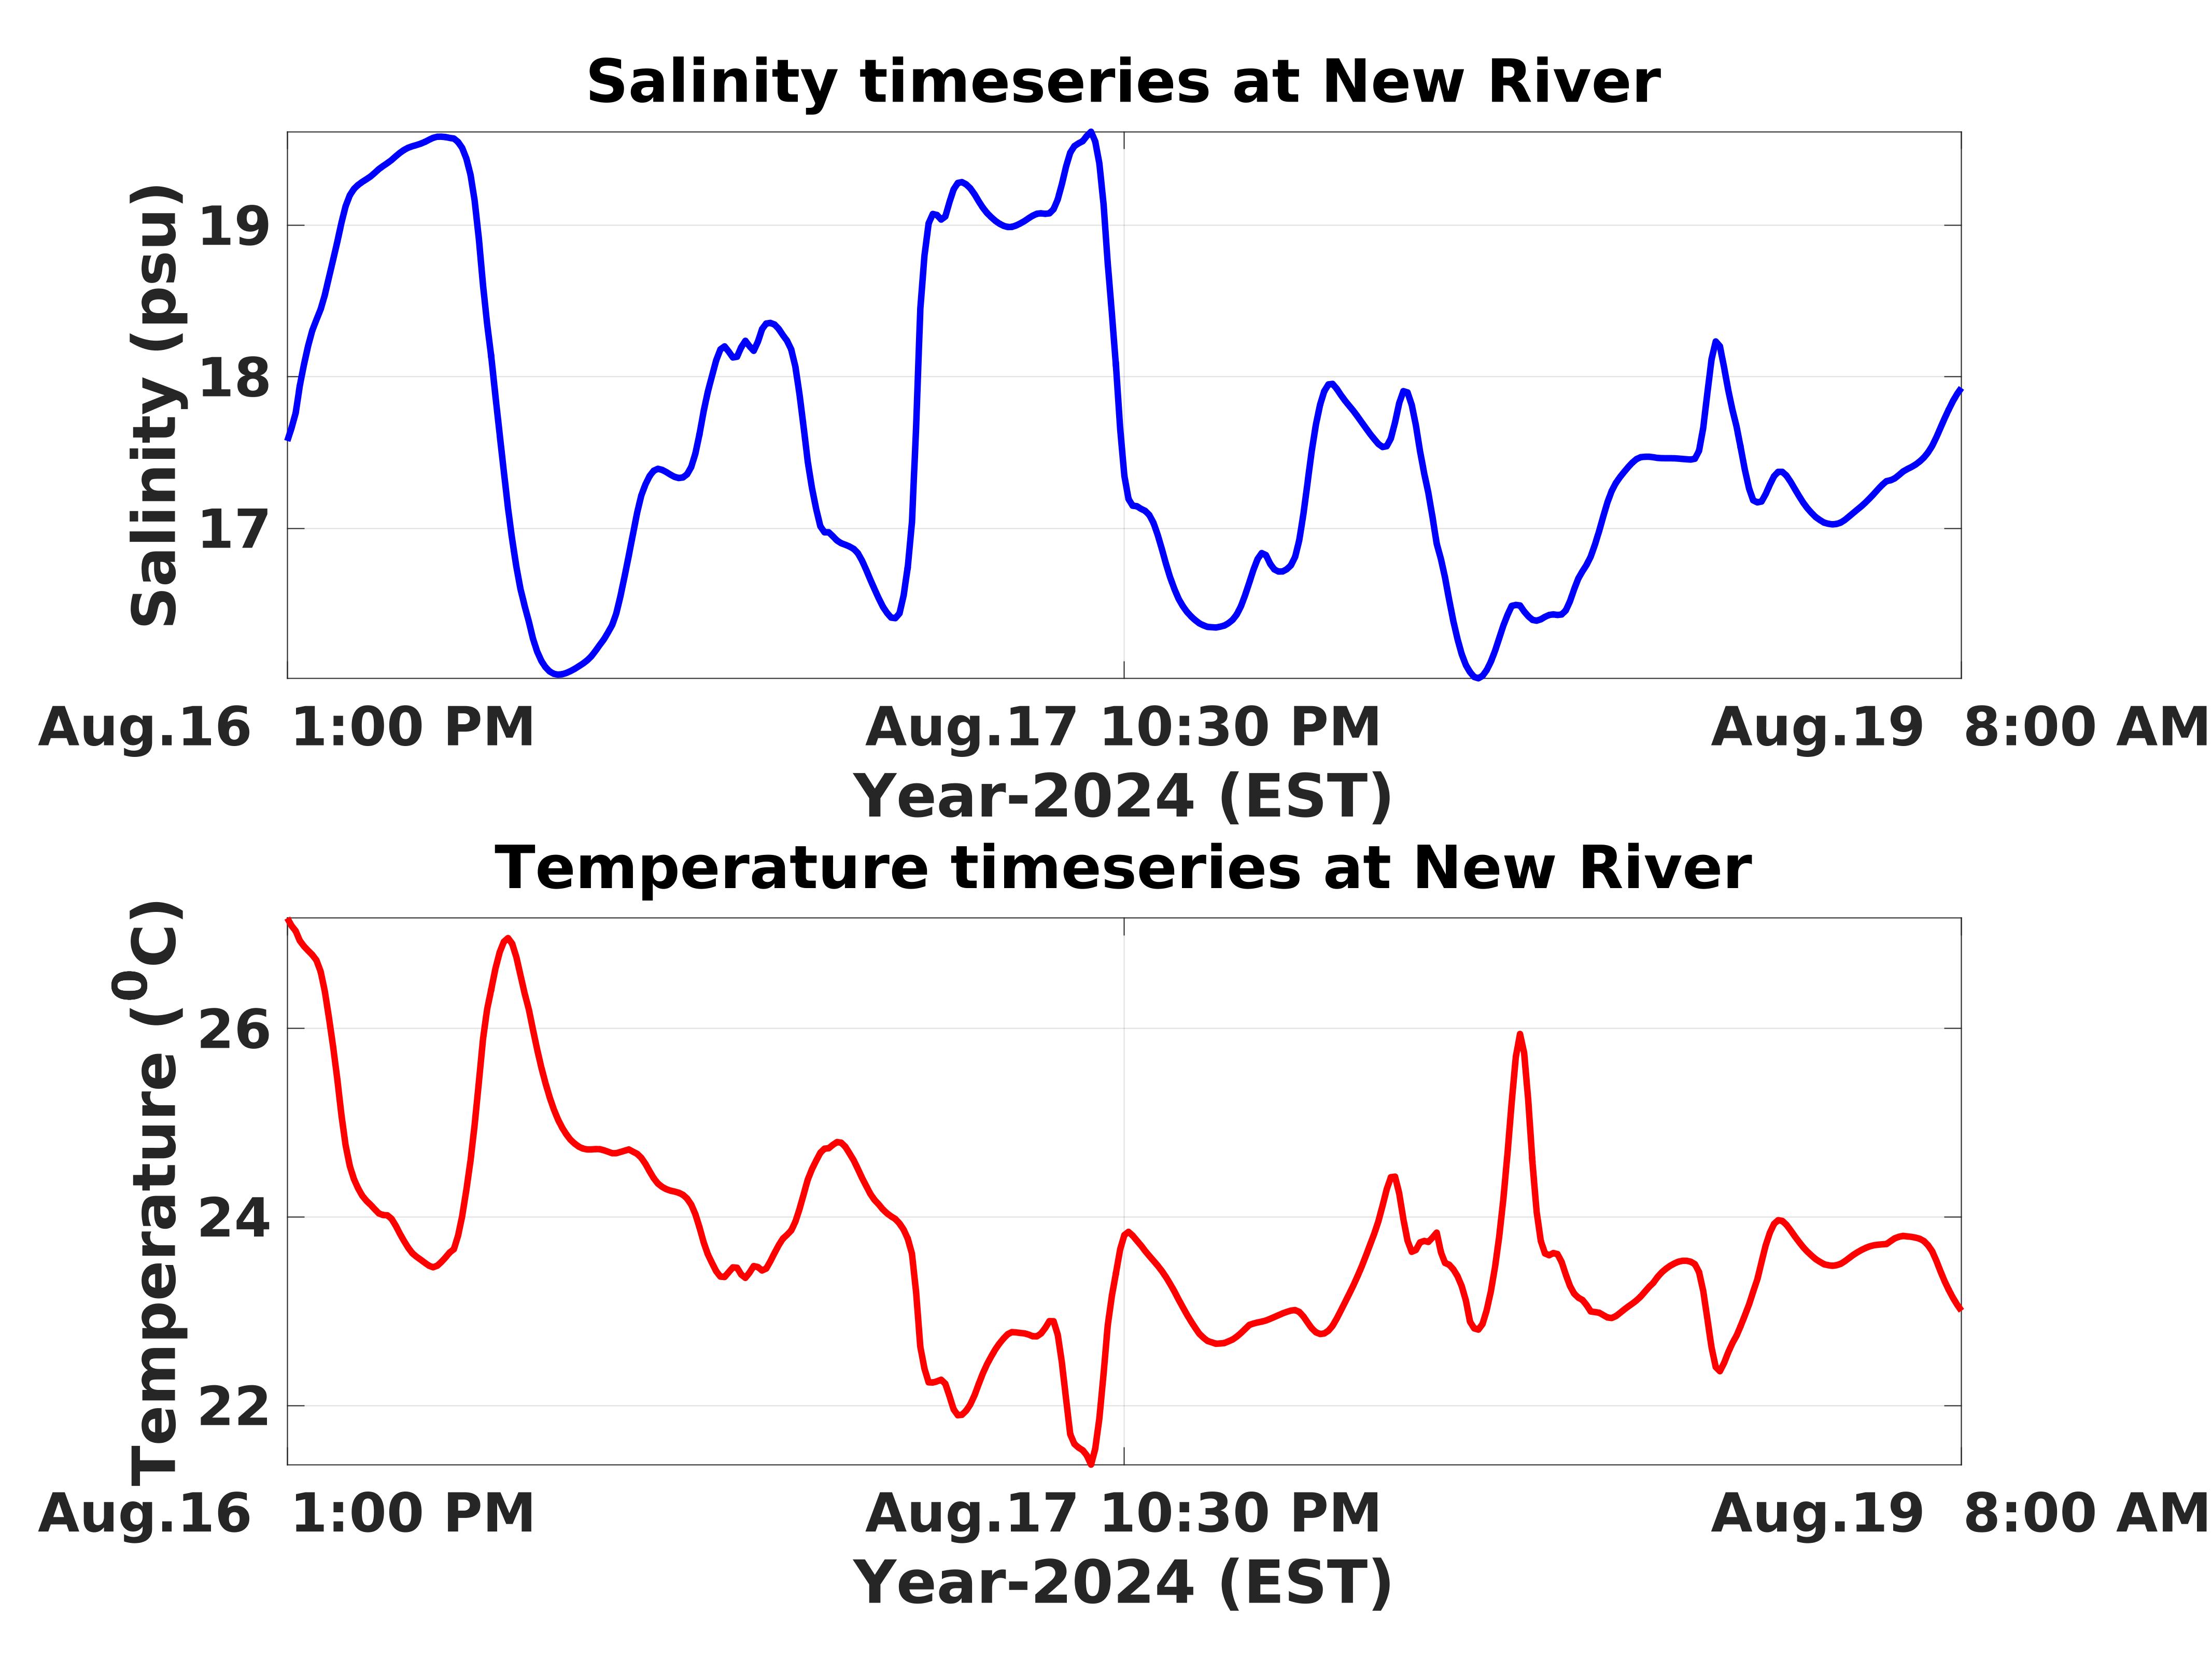 Salinity timeseries at New River
Salinity (psu)
19
18
17
Aug.16  1:00 PM
Aug.17 10:30 PM
Aug.19  8:00 AM
Year-2024 (EST)
Temperature timeseries at New River
Temperature (⁰C)
26
24
22
Aug.16  1:00 PM
Aug.17 10:30 PM
Aug.19  8:00 AM
Year-2024 (EST)